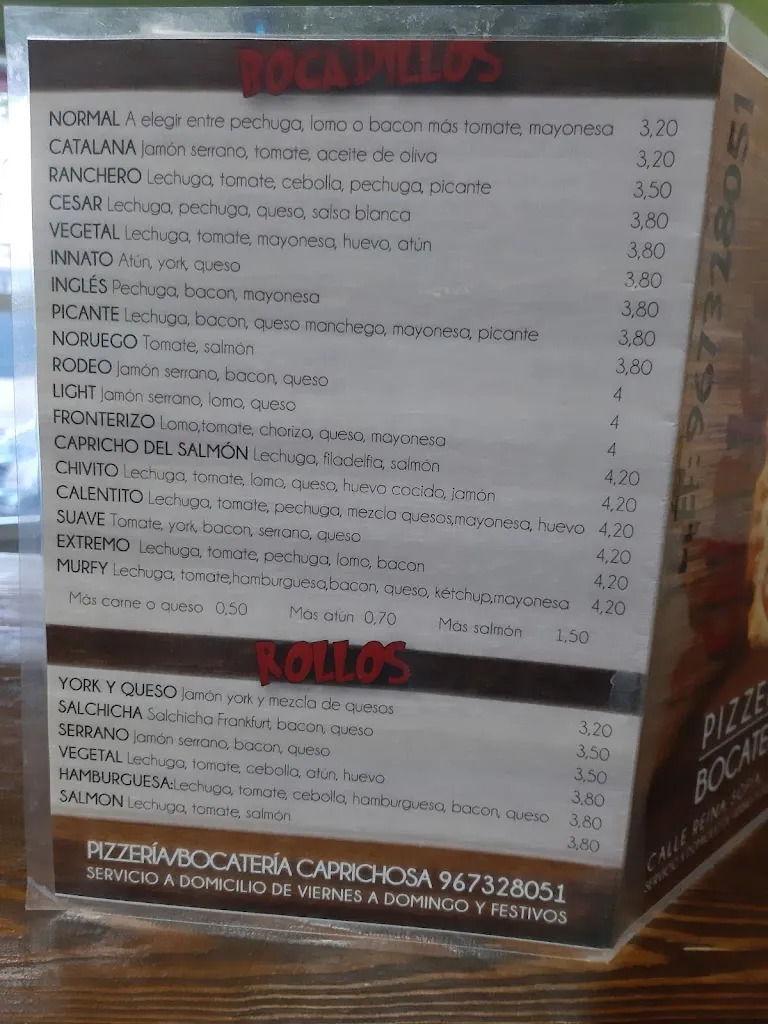 BOCADILLOS
NORMAL A elegir entre pechuga, lomo o bacon más tomate, mayonesa 3,20
CATALANA Jamón serrano, tomate, aceite de oliva 3,20
RANCHERO Lechuga, tomate, cebolla, pechuga, picante 3,50
CESAR Lechuga, pechuga, queso, salsa blanca 3,80
VEGETAL Lechuga, tomate, mayonesa, huevo, atún 3,80
INNATO Atún, york, queso 3,80
INGLÉS Pechuga, bacon, mayonesa 3,80
PICANTE Lechuga, bacon, queso manchego, mayonesa, picante 3,80
NORUEGO Tomate, salmón 3,80
RODEO Jamón serrano, bacon, queso 4
LIGHT Jamón serrano, lomo, queso 4
FRONTERIZO Lomo,tomate, chorizo, queso, mayonesa 4
CAPRICHO DEL SALMÓN Lechuga, filadelfia, salmón 4,20
CHIVITO Lechuga, tomate, lomo, queso, huevo cocido, jamón 4,20
CALENTITO Lechuga, tomate, pechuga, mezcla quesos,mayonesa, huevo 4,20
SUAVE Tomate, york, bacon, serrano, queso 4,20
EXTREMO Lechuga, tomate, pechuga, lomo, bacon 4,20
MURFY Lechuga, tomate,hamburguesa,bacon, queso, kétchup,mayonesa 4,20
Más carne o queso 0,50 Más atún 0,70 Más salmón 1,50
ROLLOS
YORK Y QUESO Jamón york y mezcla de quesos 3,20
SALCHICHA Salchicha Frankfurt, bacon, queso 3,50
SERRANO Jamón serrano, bacon, queso 3,50
VEGETAL Lechuga, tomate, cebolla, atún, huevo 3,80
HAMBURGUESA:Lechuga, tomate, cebolla, hamburguesa, bacon, queso 3,80
SALMON Lechuga, tomate, salmón 3,80
PIZZERÍA/BOCATERÍA CAPRICHOSA 967328051
SERVICIO A DOMICILIO DE VIERNES A DOMINGO Y FESTIVOS
967328051
PIZZE
BOCATE
CALLE REINA SOFIA